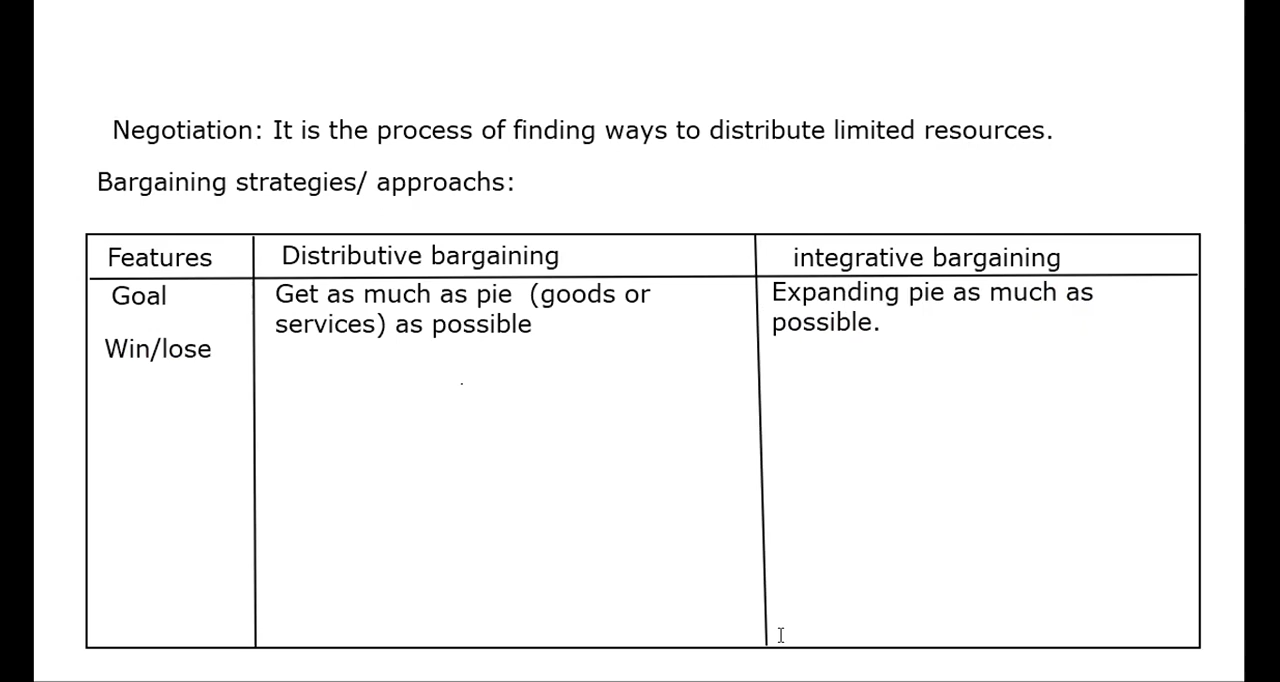 Negotiation: It is the process of finding ways to distribute limited resources.
Bargaining strategies/ approachs:
Features
Distributive bargaining
integrative bargaining
Goal
Get as much as pie (goods or
services) as possible
Expanding pie as much as
possible.
Win/lose